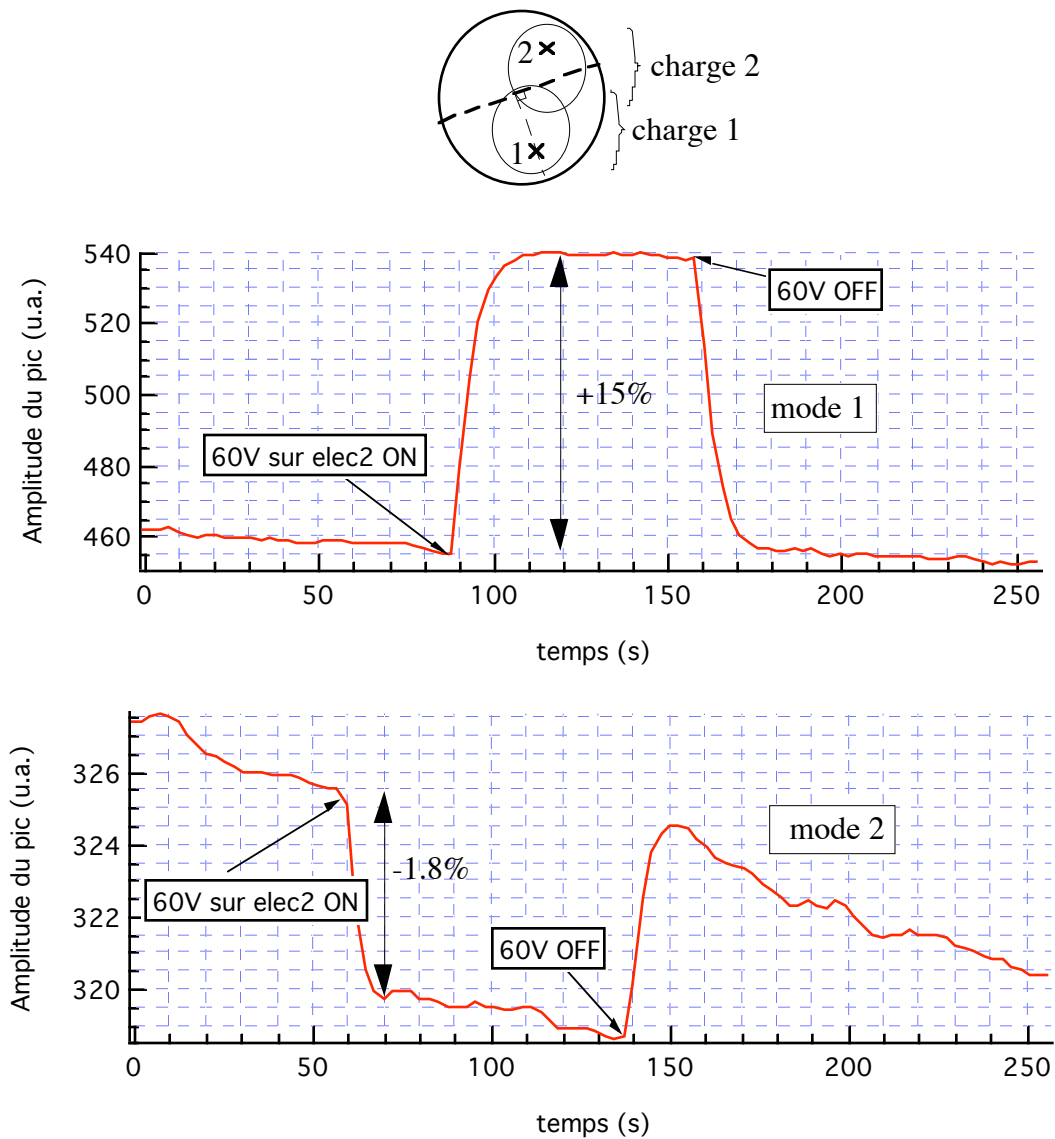 2
charge 2
charge 1
1
Amplitude du pic (u.a.)
540
520
500
480
460
60V OFF
+15%
mode 1
60V sur elec2 ON
0 50 100 150 200 250
temps (s)
Amplitude du pic (u.a.)
326
324
322
320
mode 2
-1.8%
60V sur elec2 ON
60V OFF
0 50 100 150 200 250
temps (s)